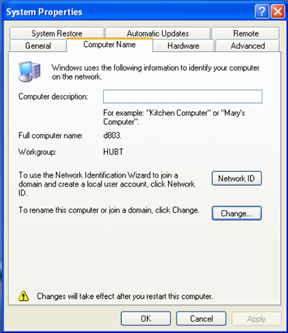 System Properties
System Restore Automatic Updates Remote
General Computer Name Hardware Advanced
Windows uses the following information to identify your computer
on the network.
Computer description:
For example: "Kitchen Computer" or "Mary's
Computer".
Full computer name: d803.
Workgroup: HUBT
To use the Network Identification Wizard to join a
domain and create a local user account, click Network
ID.
Network ID
To rename this computer or join a domain, click Change.
Change...
Changes will take effect after you restart this computer.
OK Cancel Apply